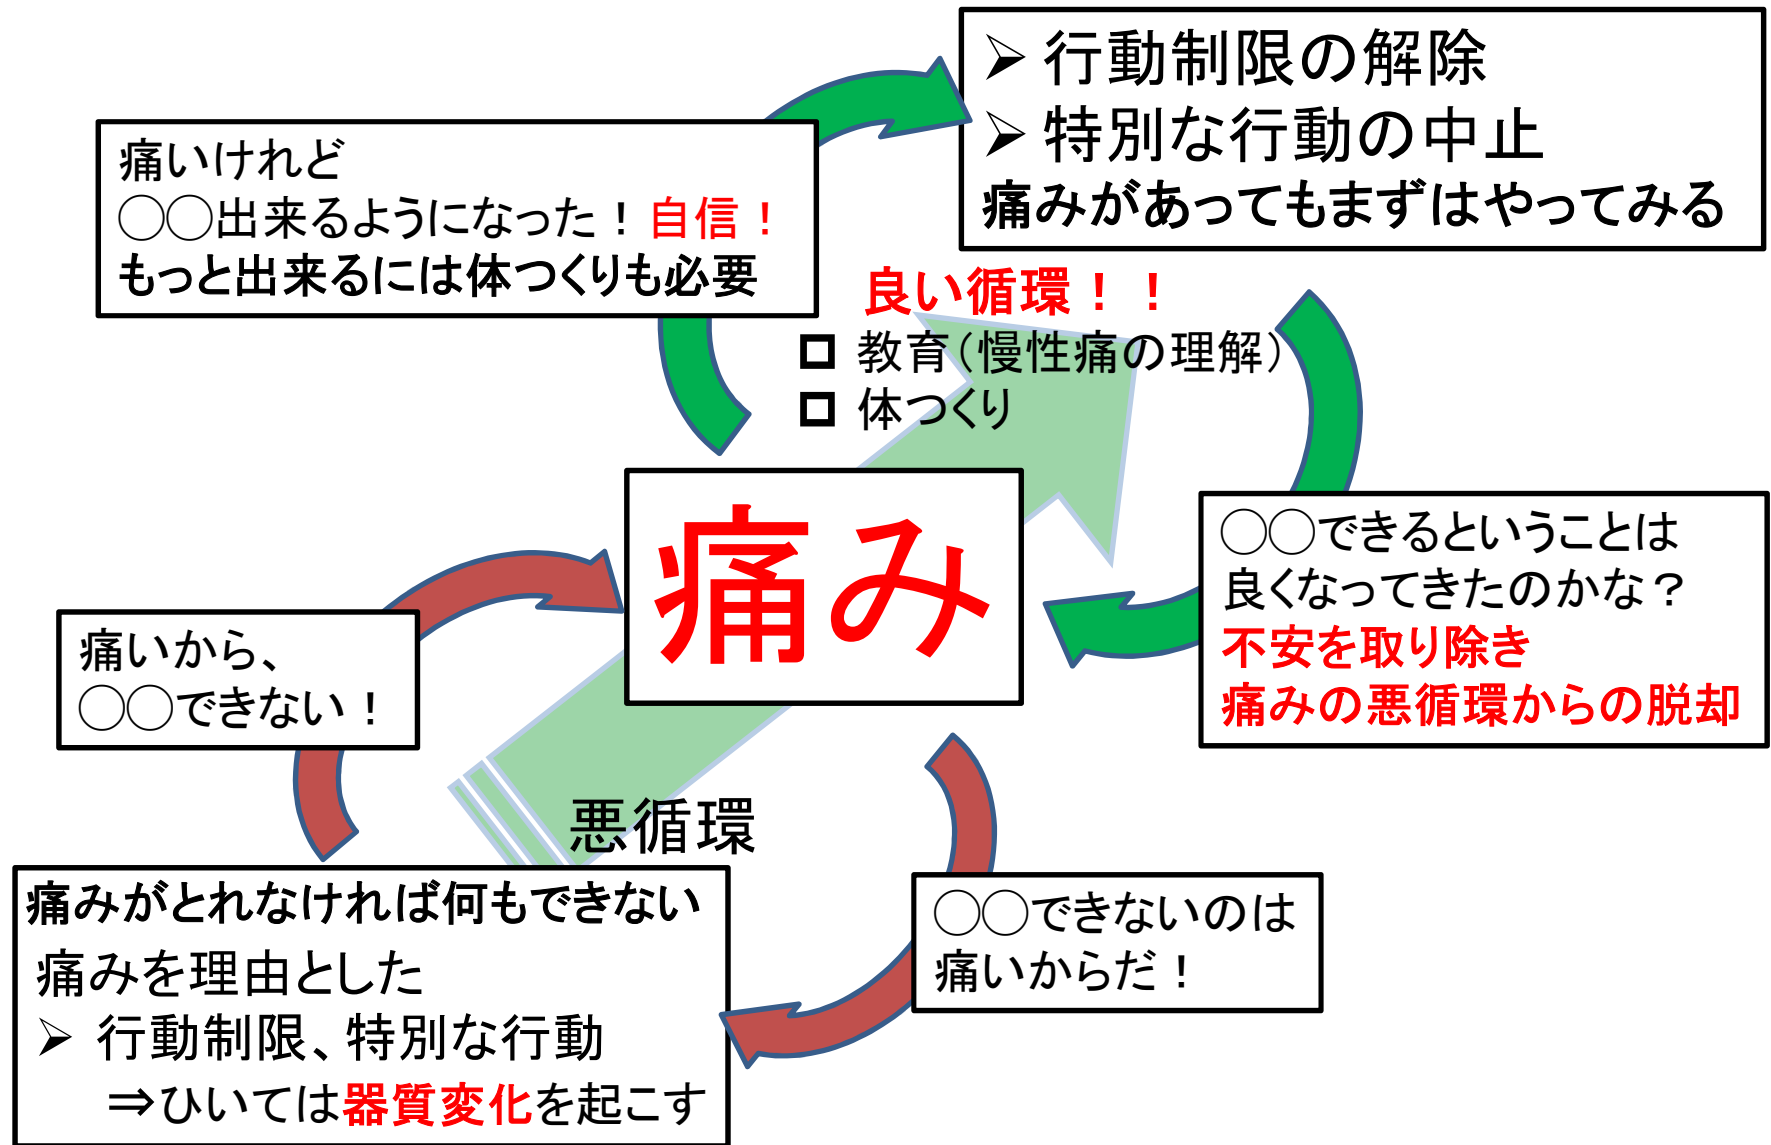 ➢ 行動制限の解除
➢ 特別な行動の中止
痛みがあってもまずはやってみる
痛いけれど
○○出来るようになった！自信！
もっと出来るには体つくりも必要
良い循環！！
□ 教育（慢性痛の理解）
□ 体つくり
痛み
○○できるということは
良くなってきたのかな？
不安を取り除き
痛みの悪循環からの脱却
痛いから、
○○できない！
悪循環
痛みがとれなければ何もできない
痛みを理由とした
➢ 行動制限、特別な行動
⇒ひいては器質変化を起こす
○○できないのは
痛いからだ！